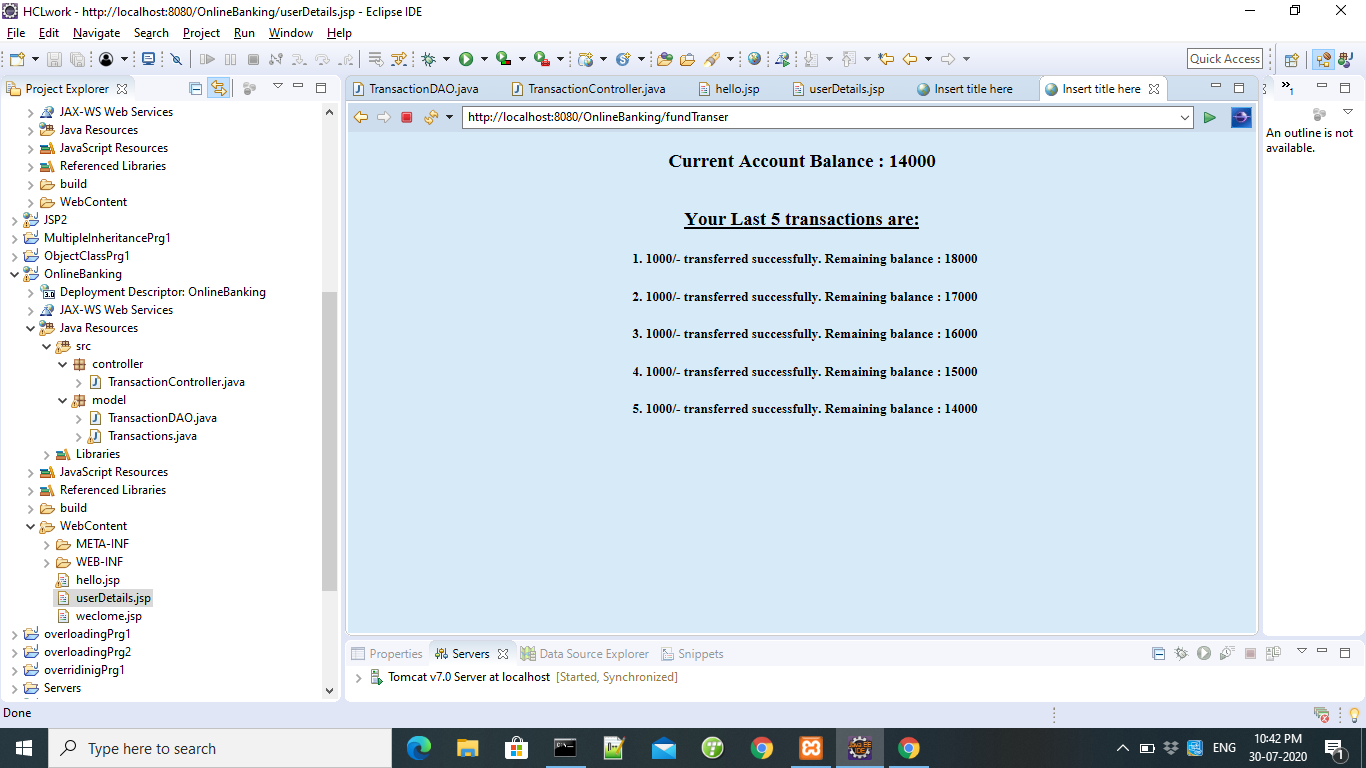 HCLwork - http://localhost:8080/OnlineBanking/userDetails.jsp - Eclipse IDE
File Edit Navigate Search Project Run Window Help
Quick Access
Project Explorer
JAX-WS Web Services
Java Resources
JavaScript Resources
Referenced Libraries
build
WebContent
JSP2
MultipleInheritancePrg1
ObjectClassPrg1
OnlineBanking
Deployment Descriptor: OnlineBanking
3.0
JAX-WS Web Services
Java Resources
src
controller
TransactionController.java
model
TransactionDAO.java
Transactions.java
Libraries
JavaScript Resources
Referenced Libraries
build
WebContent
META-INF
WEB-INF
hello.jsp
userDetails.jsp
weclome.jsp
overloadingPrg1
overloadingPrg2
overridinigPrg1
Servers
TransactionDAO.java TransactionController.java hello.jsp userDetails.jsp Insert title here Insert title here
http://localhost:8080/OnlineBanking/fundTranser
Current Account Balance : 14000
Your Last 5 transactions are:
1. 1000/- transferred successfully. Remaining balance : 18000
2. 1000/- transferred successfully. Remaining balance : 17000
3. 1000/- transferred successfully. Remaining balance : 16000
4. 1000/- transferred successfully. Remaining balance : 15000
5. 1000/- transferred successfully. Remaining balance : 14000
»1
An outline is not
available.
Properties Servers Data Source Explorer Snippets
Tomcat v7.0 Server at localhost [Started, Synchronized]
Done
Type here to search
ENG
10:42 PM
30-07-2020
1